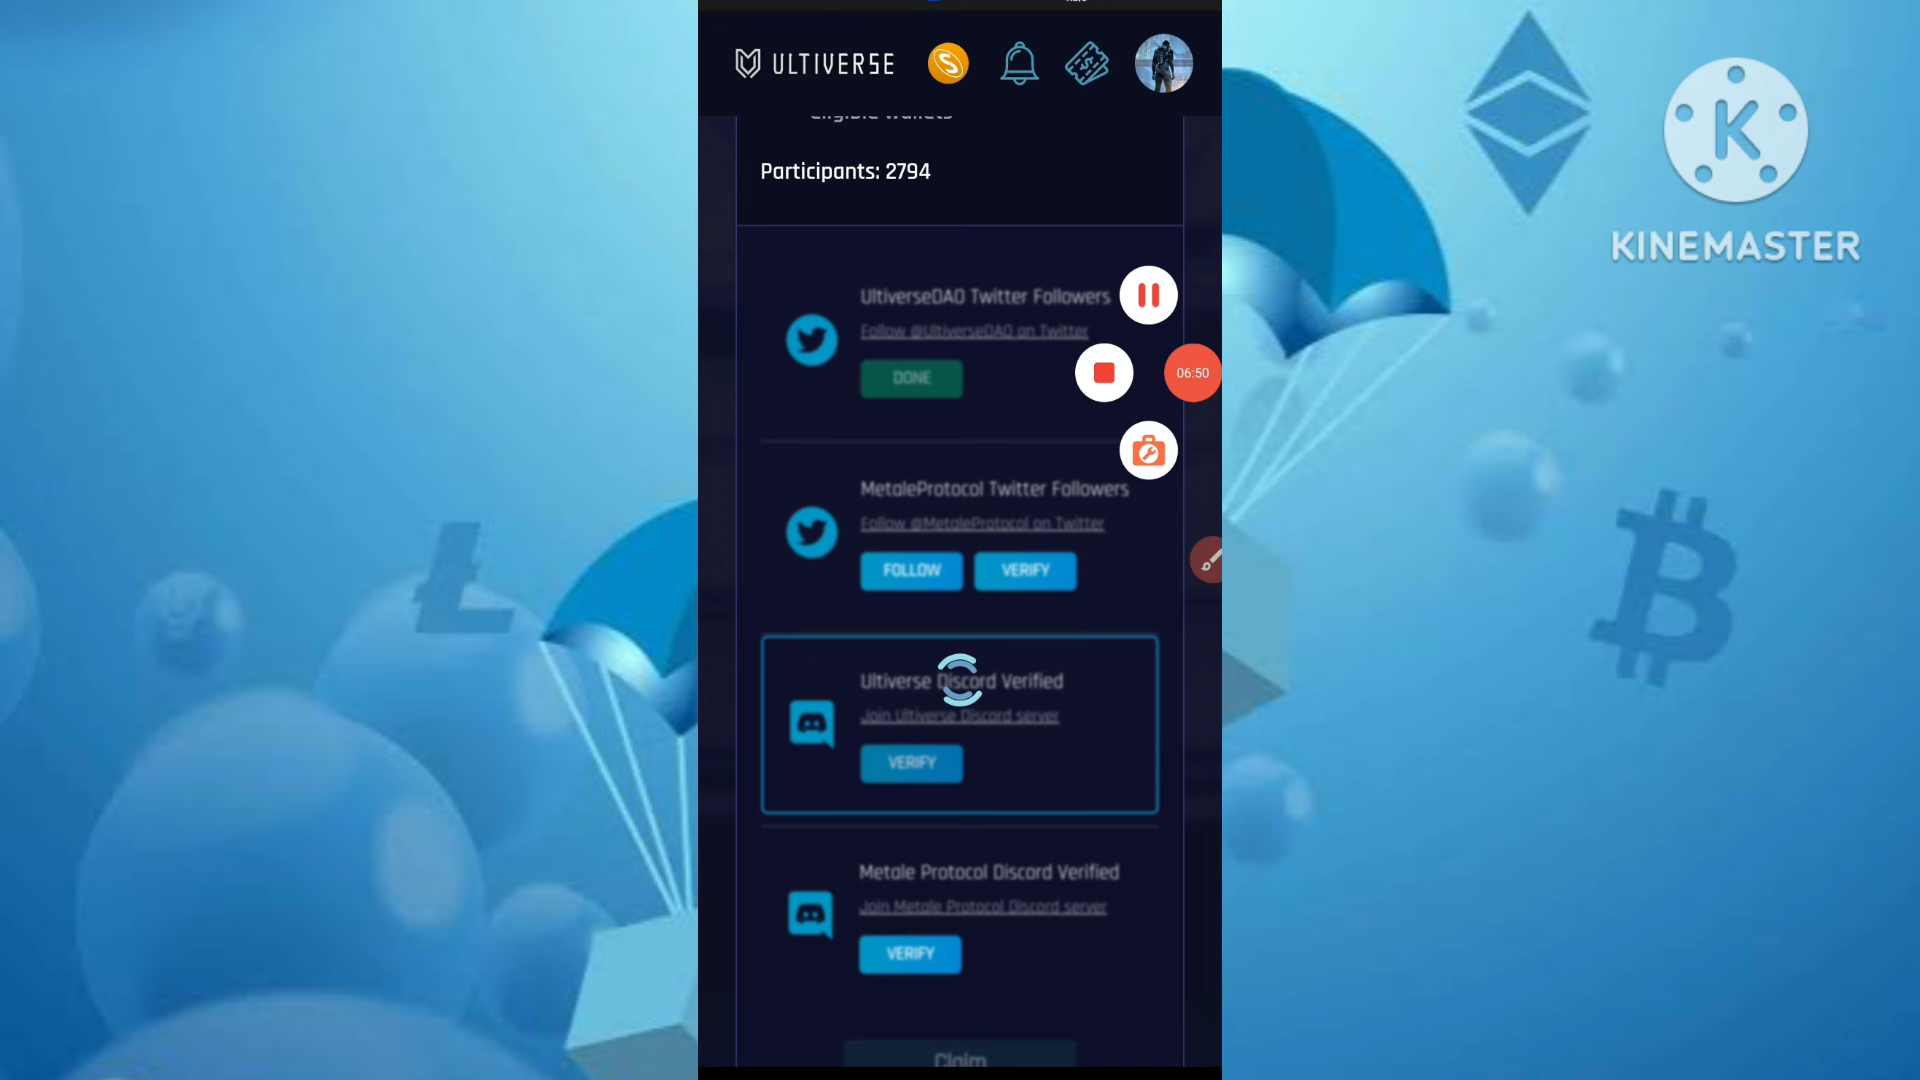 ULTIVERSE
Eligible wallets
Participants: 2794
UltiverseDAO Twitter Followers
Follow @UltiverseDAO on Twitter
DONE
06:50
MetaleProtocol Twitter Followers
Follow @MetaleProtocol on Twitter
FOLLOW VERIFY
Ultiverse Discord Verified
Join Ultiverse Discord server
VERIFY
Metale Protocol Discord Verified
Join Metale Protocol Discord server
VERIFY
Claim
K
KINEMASTER